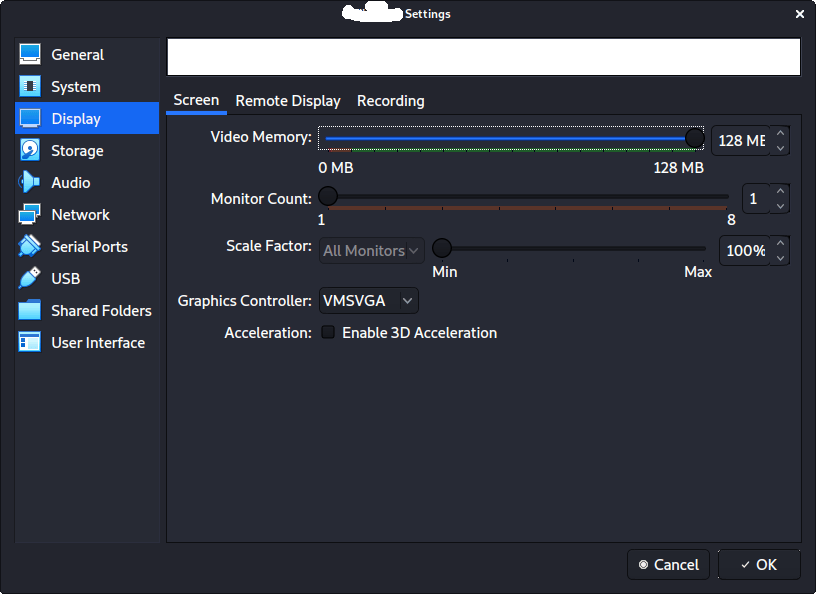 Settings
General
System
Display
Storage
Audio
Network
Serial Ports
USB
Shared Folders
User Interface
Screen Remote Display Recording
Video Memory: 128 ME
0 MB 128 MB
Monitor Count: 1
1 8
Scale Factor: All Monitors 100%
Min Max
Graphics Controller: VMSVGA
Acceleration: Enable 3D Acceleration
Cancel OK